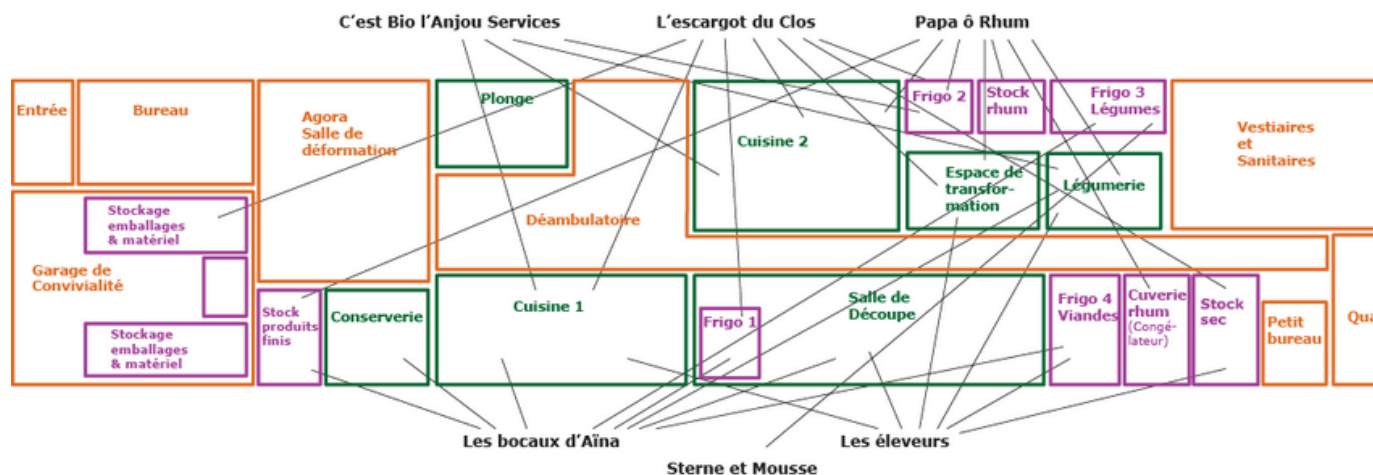 C'est Bio l'Anjou Services
L'escargot du Clos
Papa ô Rhum
Entrée
Bureau
Agora
Salle de
déformation
Plonge
Cuisine 2
Frigo 2
Stock
rhum
Frigo 3
Légumes
Vestiaires
et
Sanitaires
Espace de
transfor-
mation
Légumerie
Stockage
emballages
& matériel
Déambulatoire
Garage de
Convivialité
Stockage
emballages
& matériel
Stock
produits
finis
Conserverie
Cuisine 1
Frigo 1
Salle de
Découpe
Frigo 4
Viandes
Cuverie
rhum
(Congé-
lateur)
Stock
sec
Petit
bureau
Qua
Les bocaux d'Aïna
Les éleveurs
Sterne et Mousse